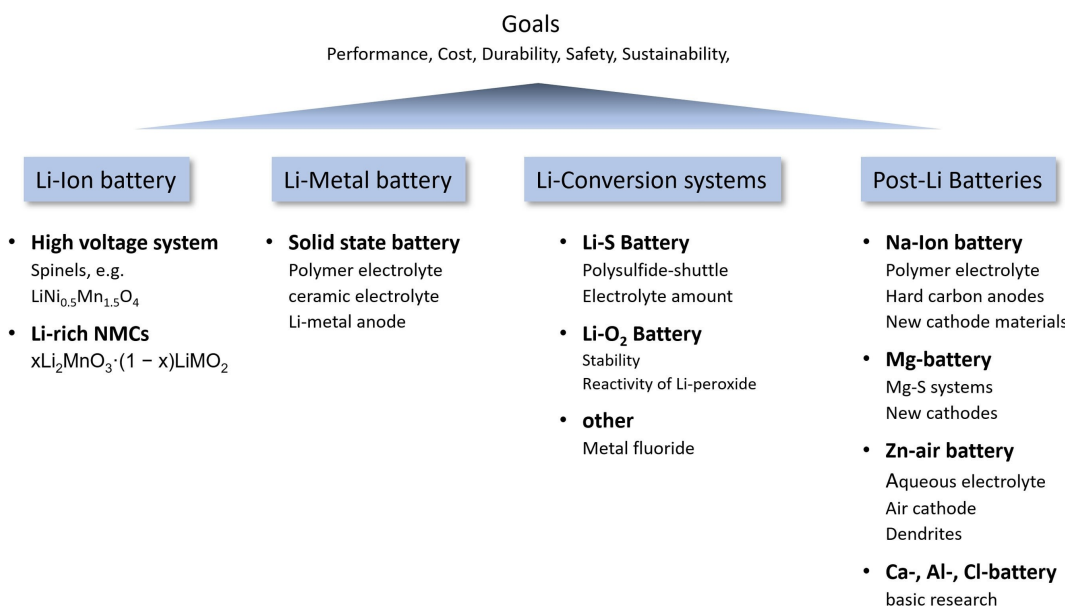 Goals
Performance, Cost, Durability, Safety, Sustainability,
Li-Ion battery
• High voltage system
Spinels, e.g.
LiNi₀.₅Mn₁.₅O₄
• Li-rich NMCs
xLi₂MnO₃·(1 − x)LiMO₂
Li-Metal battery
• Solid state battery
Polymer electrolyte
ceramic electrolyte
Li-metal anode
Li-Conversion systems
• Li-S Battery
Polysulfide-shuttle
Electrolyte amount
• Li-O₂ Battery
Stability
Reactivity of Li-peroxide
• other
Metal fluoride
Post-Li Batteries
• Na-Ion battery
Polymer electrolyte
Hard carbon anodes
New cathode materials
• Mg-battery
Mg-S systems
New cathodes
• Zn-air battery
Aqueous electrolyte
Air cathode
Dendrites
• Ca-, Al-, Cl-battery
basic research